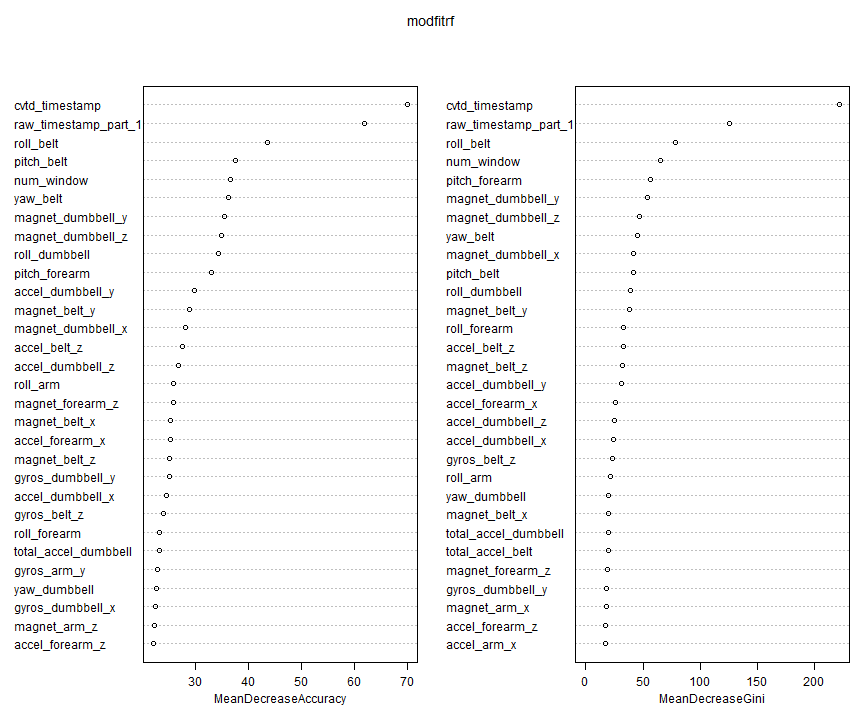 modfitrf
cvtd_timestamp
raw_timestamp_part_1
roll_belt
pitch_belt
num_window
yaw_belt
magnet_dumbbell_y
magnet_dumbbell_z
roll_dumbbell
pitch_forearm
accel_dumbbell_y
magnet_belt_y
magnet_dumbbell_x
accel_belt_z
accel_dumbbell_z
roll_arm
magnet_forearm_z
magnet_belt_x
accel_forearm_x
magnet_belt_z
gyros_dumbbell_y
accel_dumbbell_x
gyros_belt_z
roll_forearm
total_accel_dumbbell
gyros_arm_y
yaw_dumbbell
gyros_dumbbell_x
magnet_arm_z
accel_forearm_z
30 40 50 60 70
MeanDecreaseAccuracy
cvtd_timestamp
raw_timestamp_part_1
roll_belt
num_window
pitch_forearm
magnet_dumbbell_y
magnet_dumbbell_z
yaw_belt
magnet_dumbbell_x
pitch_belt
roll_dumbbell
magnet_belt_y
roll_forearm
accel_belt_z
magnet_belt_z
accel_dumbbell_y
accel_forearm_x
accel_dumbbell_z
accel_dumbbell_x
gyros_belt_z
roll_arm
yaw_dumbbell
magnet_belt_x
total_accel_dumbbell
total_accel_belt
magnet_forearm_z
gyros_dumbbell_y
magnet_arm_x
accel_forearm_z
accel_arm_x
0 50 100 150 200
MeanDecreaseGini